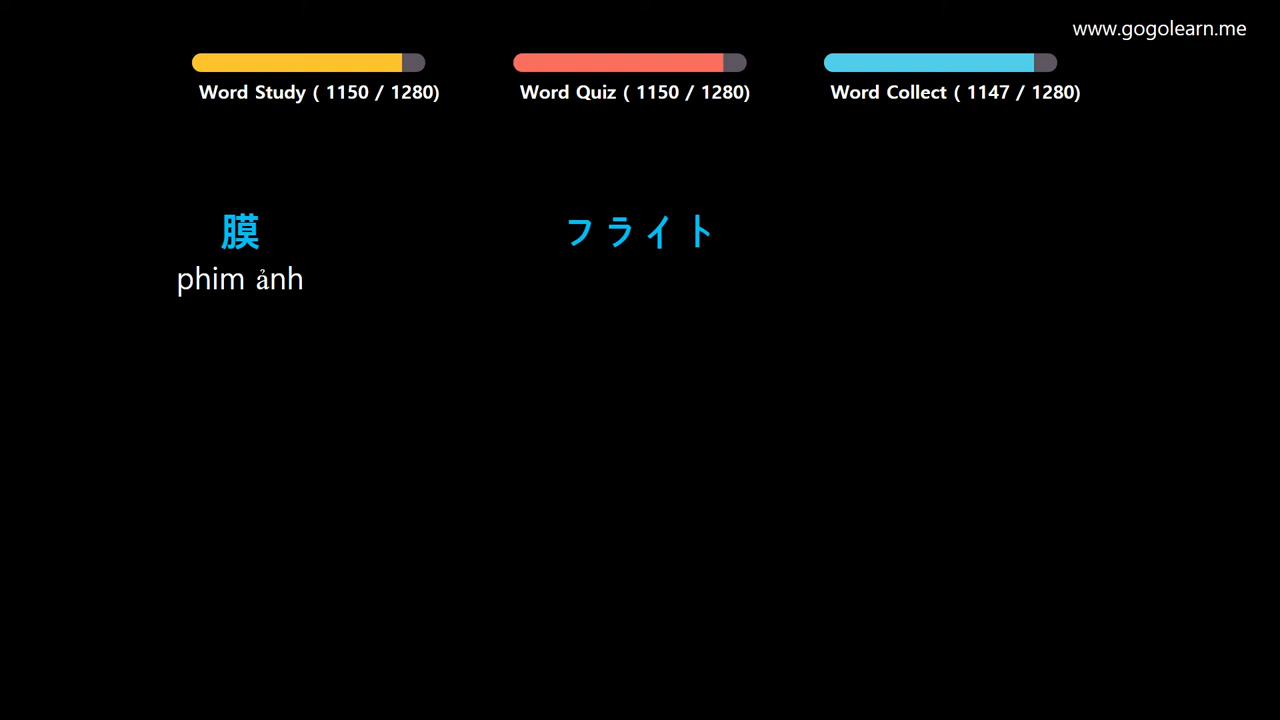 www.gogolearn.me
Word Study ( 1150 / 1280)
Word Quiz ( 1150 / 1280)
Word Collect ( 1147 / 1280)
膜
フライト
phim ảnh